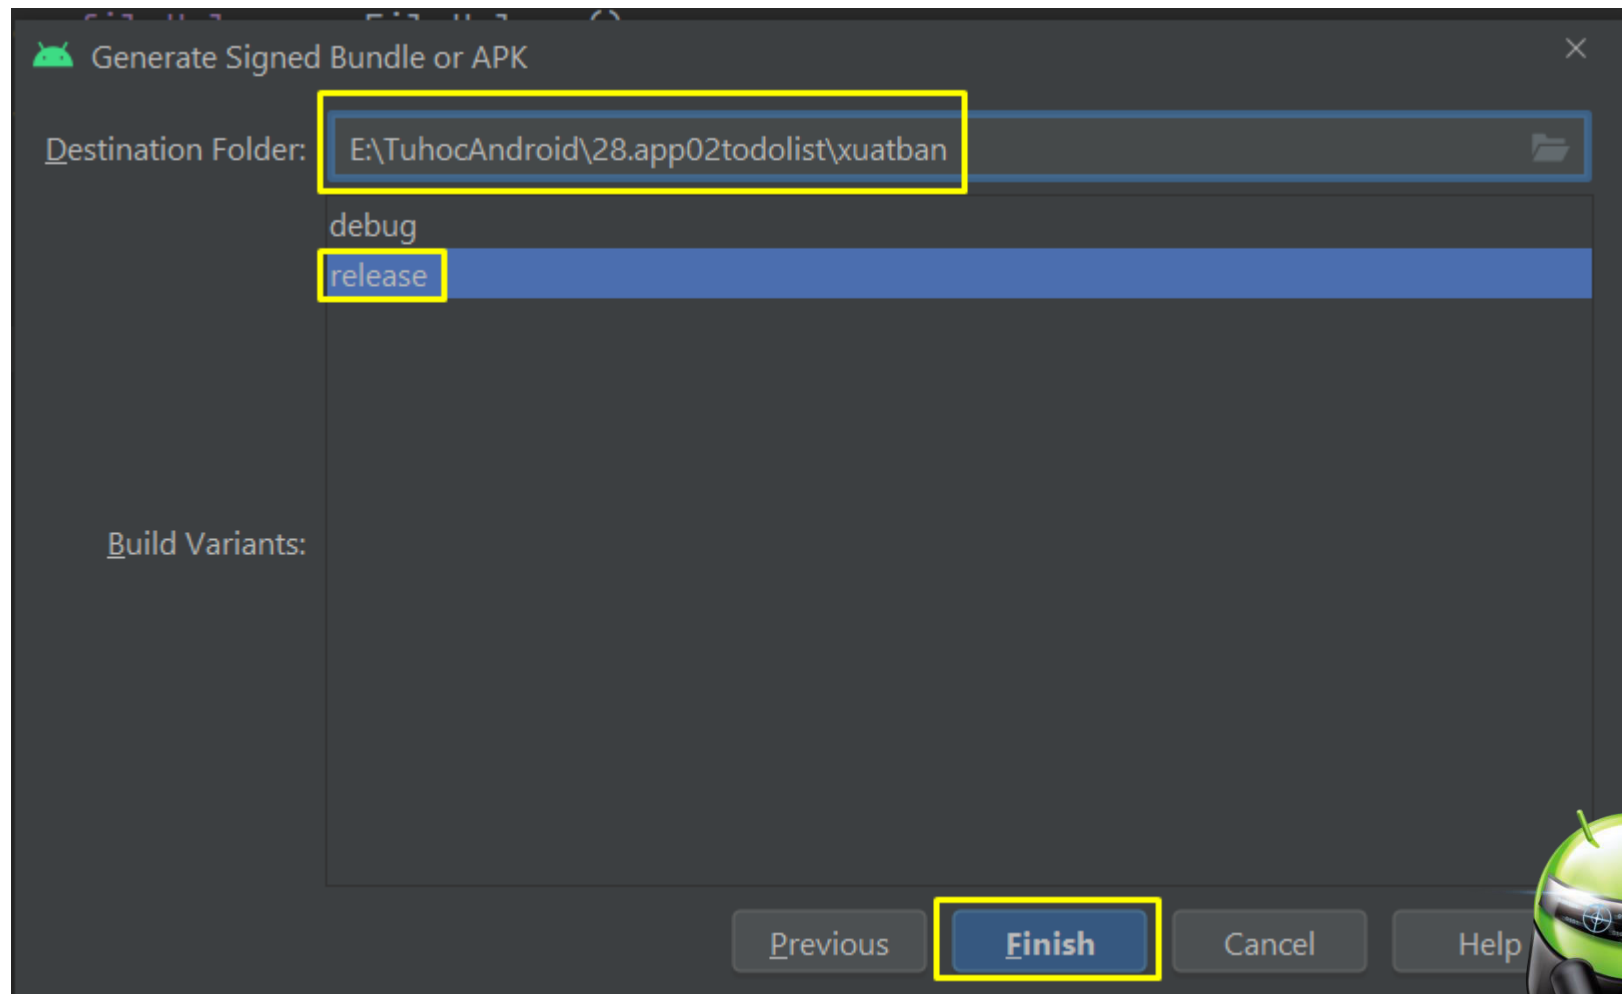 Generate Signed Bundle or APK
Destination Folder: E:\TuhocAndroid\28.app02todolist\xuatban
debug
release
Build Variants:
Previous Finish Cancel Help